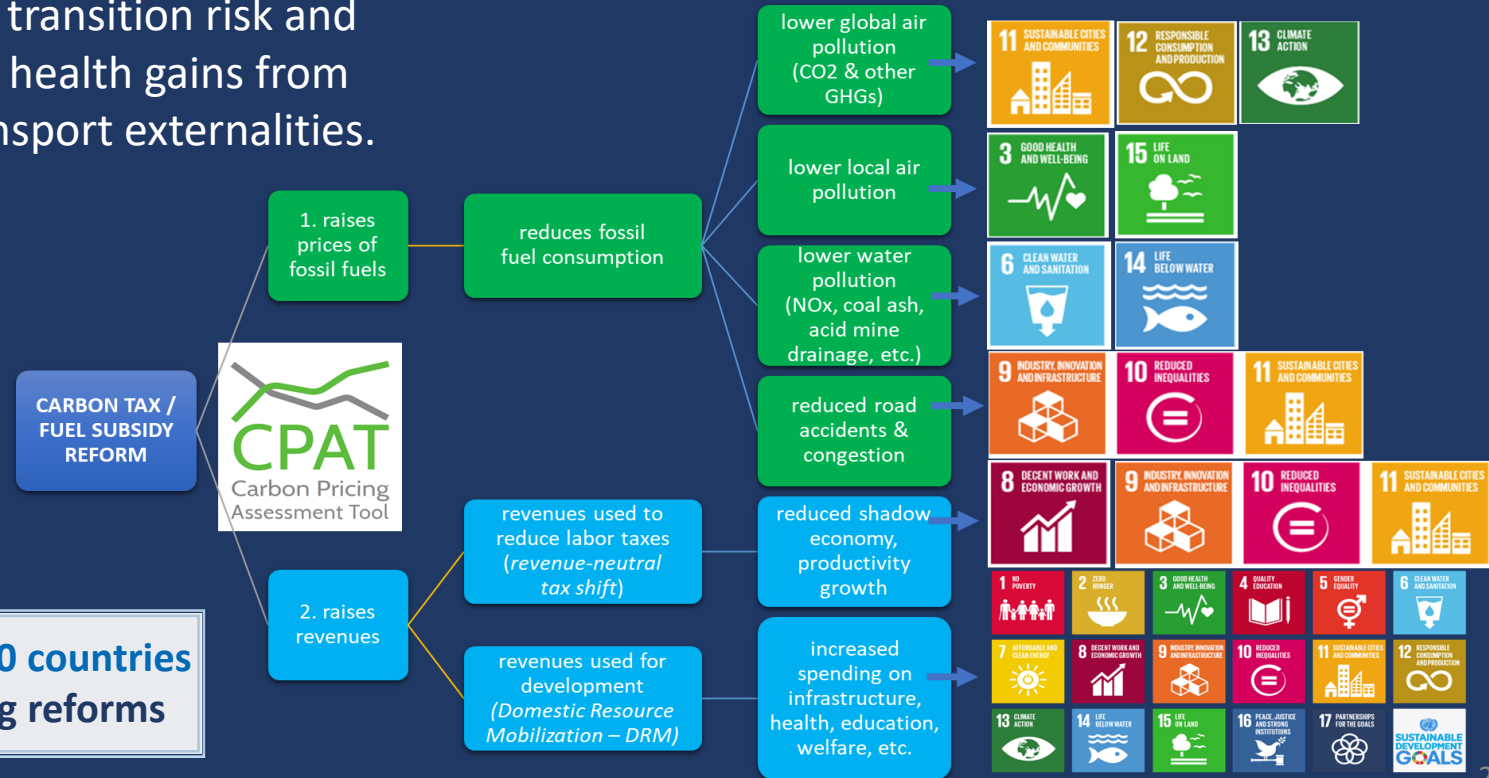 transition risk and
health gains from
nsport externalities.
CARBON TAX /
FUEL SUBSIDY
REFORM
CPAT
Carbon Pricing
Assessment Tool
1. raises
prices of
fossil fuels
reduces fossil
fuel consumption
lower global air
pollution
(CO2 & other
GHGs)
11 SUSTAINABLE CITIES
AND COMMUNITIES
12 RESPONSIBLE
CONSUMPTION
AND PRODUCTION
13 CLIMATE
ACTION
lower local air
pollution
3 GOOD HEALTH
AND WELL-BEING
15 LIFE
ON LAND
lower water
pollution
(NOx, coal ash,
acid mine
drainage, etc.)
6 CLEAN WATER
AND SANITATION
14 LIFE
BELOW WATER
reduced road
accidents &
congestion
9 INDUSTRY, INNOVATION
AND INFRASTRUCTURE
10 REDUCED
INEQUALITIES
11 SUSTAINABLE CITIES
AND COMMUNITIES
2. raises
revenues
revenues used to
reduce labor taxes
(revenue-neutral
tax shift)
reduced shadow
economy,
productivity
growth
8 DECENT WORK AND
ECONOMIC GROWTH
9 INDUSTRY, INNOVATION
AND INFRASTRUCTURE
10 REDUCED
INEQUALITIES
11 SUSTAINABLE CITIES
AND COMMUNITIES
revenues used for
development
(Domestic Resource
Mobilization – DRM)
increased
spending on
infrastructure,
health, education,
welfare, etc.
1 NO
POVERTY
2 ZERO
HUNGER
3 GOOD HEALTH
AND WELL-BEING
4 QUALITY
EDUCATION
5 GENDER
EQUALITY
6 CLEAN WATER
AND SANITATION
7 AFFORDABLE AND
CLEAN ENERGY
8 DECENT WORK AND
ECONOMIC GROWTH
9 INDUSTRY, INNOVATION
AND INFRASTRUCTURE
10 REDUCED
INEQUALITIES
11 SUSTAINABLE CITIES
AND COMMUNITIES
12 RESPONSIBLE
CONSUMPTION
AND PRODUCTION
13 CLIMATE
ACTION
14 LIFE
BELOW WATER
15 LIFE
ON LAND
16 PEACE, JUSTICE
AND STRONG
INSTITUTIONS
17 PARTNERSHIPS
FOR THE GOALS
SUSTAINABLE
DEVELOPMENT
GOALS
0 countries
g reforms